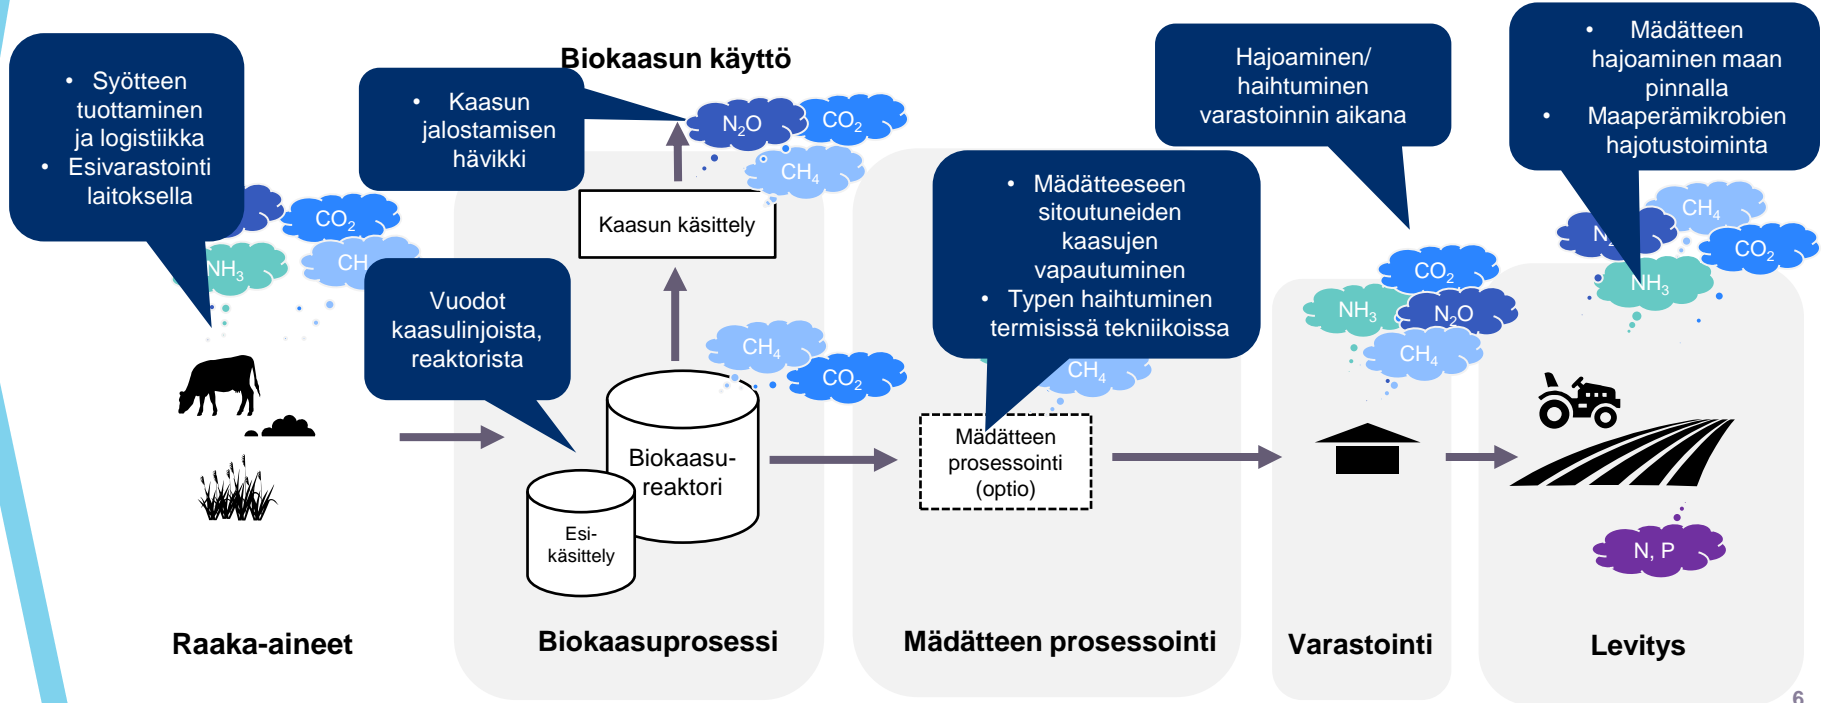 • Syötteen
tuottaminen
ja logistiikka
• Esivarastointi
laitoksella
CO₂
NH₃
CH
Raaka-aineet
Biokaasun käyttö
• Kaasun
jalostamisen
hävikki
N₂O
CO₂
CH₄
Kaasun käsittely
Vuodot
kaasulinjoista,
reaktorista
CH₄
CO₂
Biokaasu-
reaktori
Esi-
käsittely
Biokaasuprosessi
• Mädätteeseen
sitoutuneiden
kaasujen
vapautuminen
• Typen haihtuminen
termisissä tekniikoissa
CH₄
Mädätteen
prosessointi
(optio)
Mädätteen prosessointi
Hajoaminen/
haihtuminen
varastoinnin aikana
CO₂
NH₃
N₂O
CH₄
Varastointi
• Mädätteen
hajoaminen maan
pinnalla
• Maaperämikrobien
hajotustoiminta
CH₄
N
CO₂
NH₃
N, P
Levitys
6